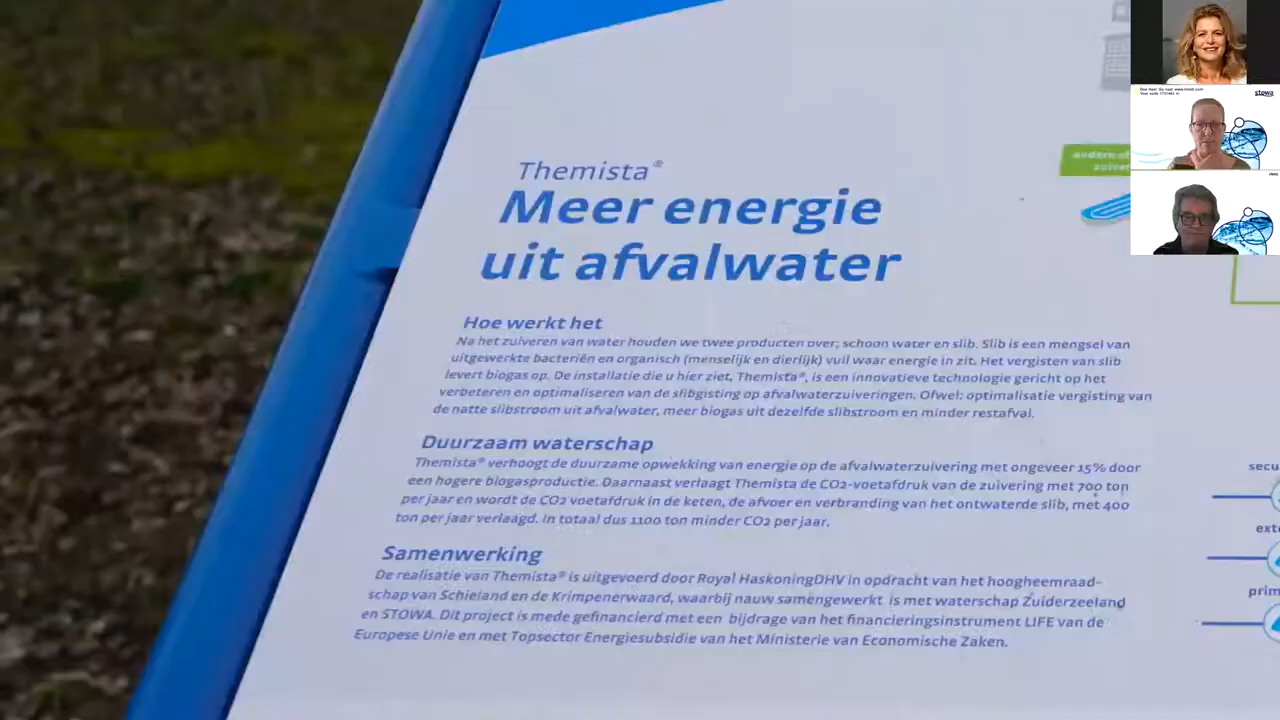 Themista®
Meer energie
uit afvalwater
Hoe werkt het
Na het zuiveren van water houden we twee producten over; schoon water en slib. Slib is een mengsel van
uitgewerkte bacteriën en organisch (menselijk en dierlijk) vuil waar energie in zit. Het vergisten van slib
levert biogas op. De installatie die u hier ziet, Themista®, is een innovatieve technologie gericht op het
verbeteren en optimaliseren van de slibgisting op afvalwaterzuiveringen. Ofwel: optimalisatie vergisting van
de natte slibstroom uit afvalwater, meer biogas uit dezelfde slibstroom en minder restafval.
Duurzaam waterschap
Themista® verhoogt de duurzame opwekking van energie op de afvalwaterzuivering met ongeveer 15% door
een hogere biogasproductie. Daarnaast verlaagt Themista de CO2-voetafdruk van de zuivering met 700 ton
per jaar en wordt de CO2 voetafdruk in de keten, de afvoer en verbranding van het ontwaterde slib, met 400
ton per jaar verlaagd. In totaal dus 1100 ton minder CO2 per jaar.
Samenwerking
De realisatie van Themista® is uitgevoerd door Royal HaskoningDHV in opdracht van het hoogheemraad-
schap van Schieland en de Krimpenerwaard, waarbij nauw samengewerkt is met waterschap Zuiderzeeland
en STOWA. Dit project is mede gefinancierd met een bijdrage van het financieringsinstrument LIFE van de
Europese Unie en met Topsector Energiesubsidie van het Ministerie van Economische Zaken.
secu
exte
prim
stowa